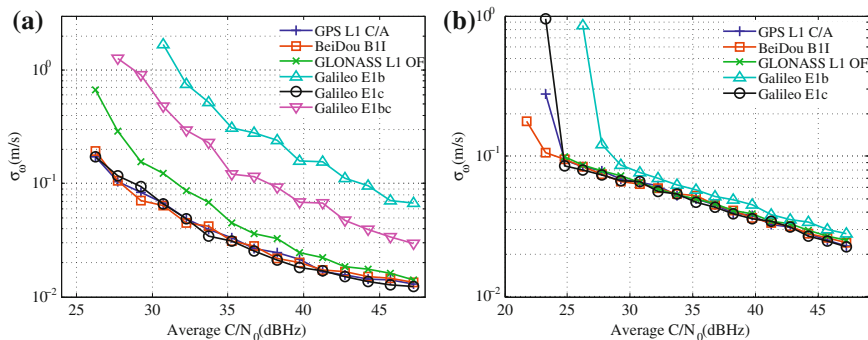 (a)
10⁰
10⁻¹
10⁻²
σω(m/s)
25 30 35 40 45
Average C/N₀(dBHz)
GPS L1 C/A
BeiDou B1I
GLONASS L1 OF
Galileo E1b
Galileo E1c
Galileo E1bc
(b)
10⁰
10⁻¹
10⁻²
σω(m/s)
20 25 30 35 40 45
Average C/N₀(dBHz)
GPS L1 C/A
BeiDou B1I
GLONASS L1 OF
Galileo E1b
Galileo E1c